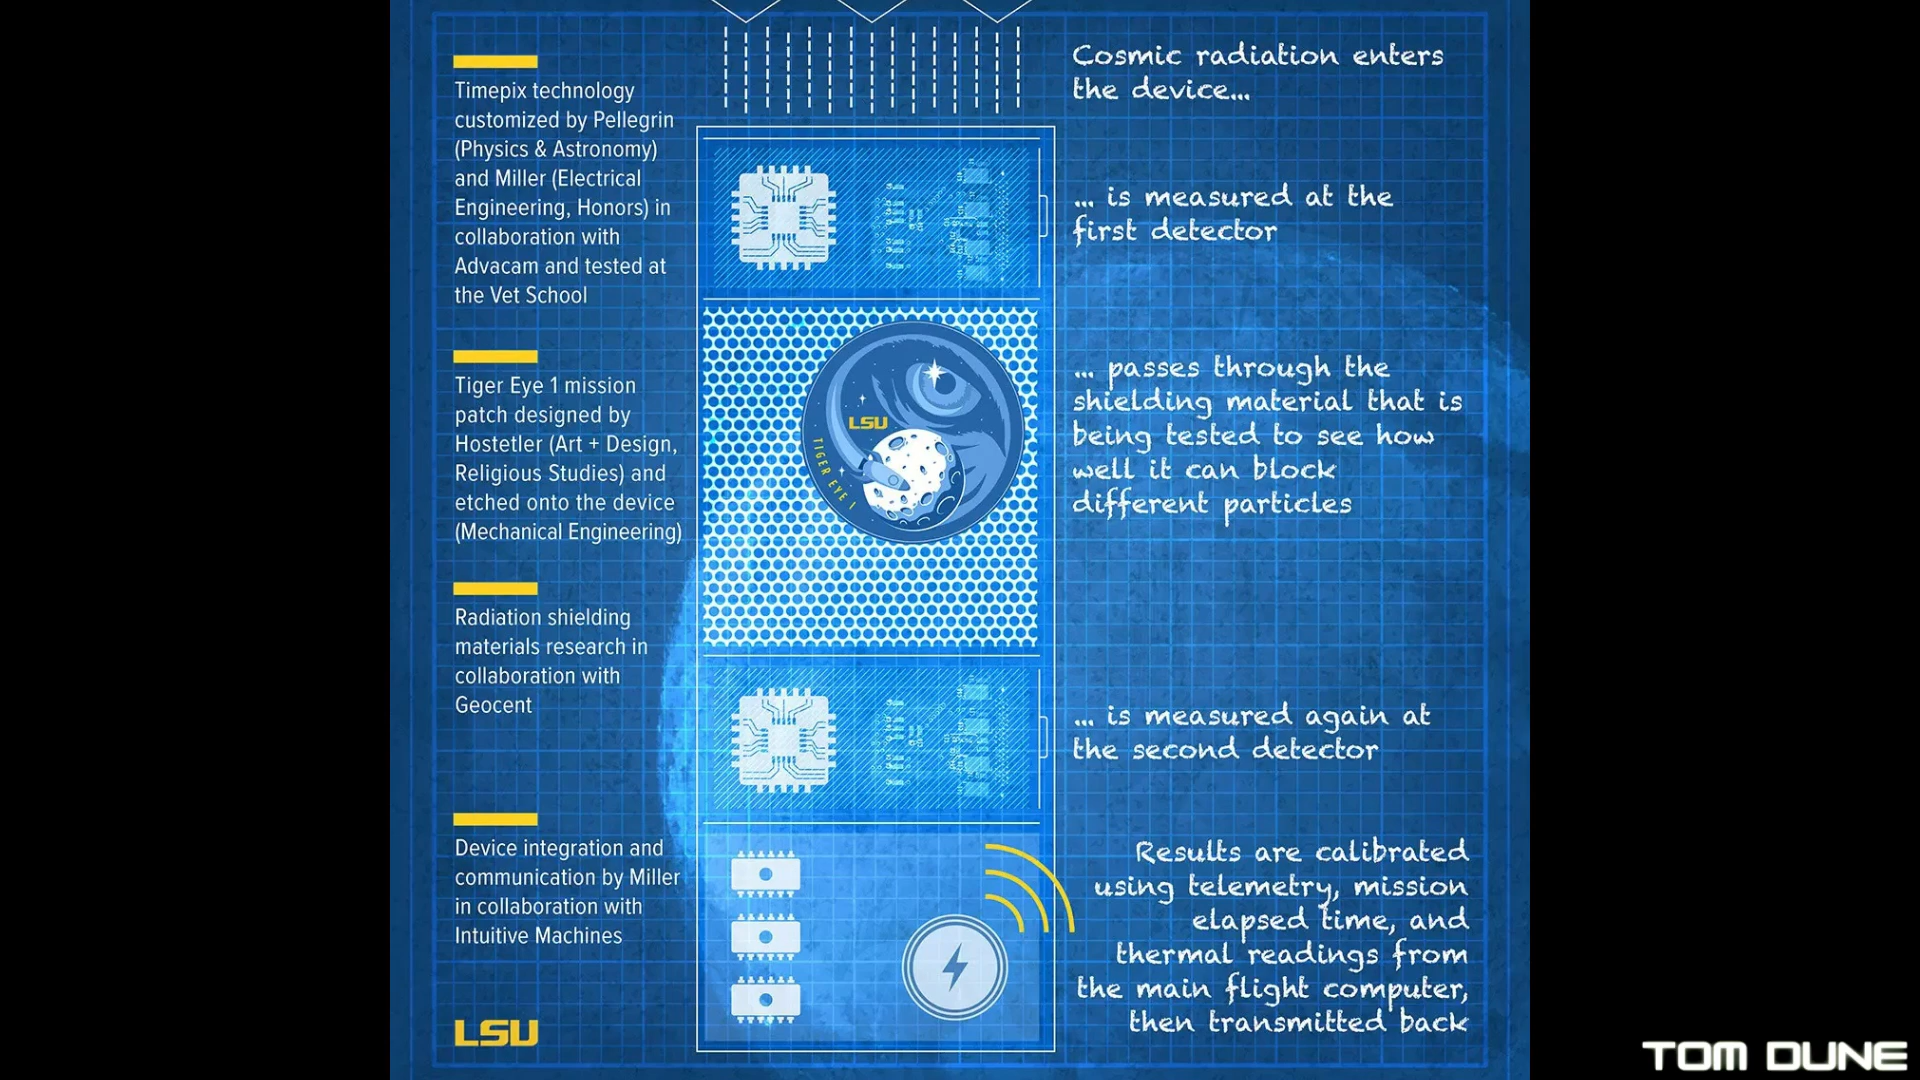 Timepix technology
customized by Pellegrin
(Physics & Astronomy)
and Miller (Electrical
Engineering, Honors) in
collaboration with
Advacam and tested at
the Vet School
Tiger Eye 1 mission
patch designed by
Hostetler (Art + Design,
Religious Studies) and
etched onto the device
(Mechanical Engineering)
Radiation shielding
materials research in
collaboration with
Geocent
Device integration and
communication by Miller
in collaboration with
Intuitive Machines
LSU
LSU
TIGER EYE 1
Cosmic radiation enters
the device...
... is measured at the
first detector
... passes through the
shielding material that is
being tested to see how
well it can block
different particles
... is measured again at
the second detector
Results are calibrated
using telemetry, mission
elapsed time, and
thermal readings from
the main flight computer,
then transmitted back
TOM DUNE